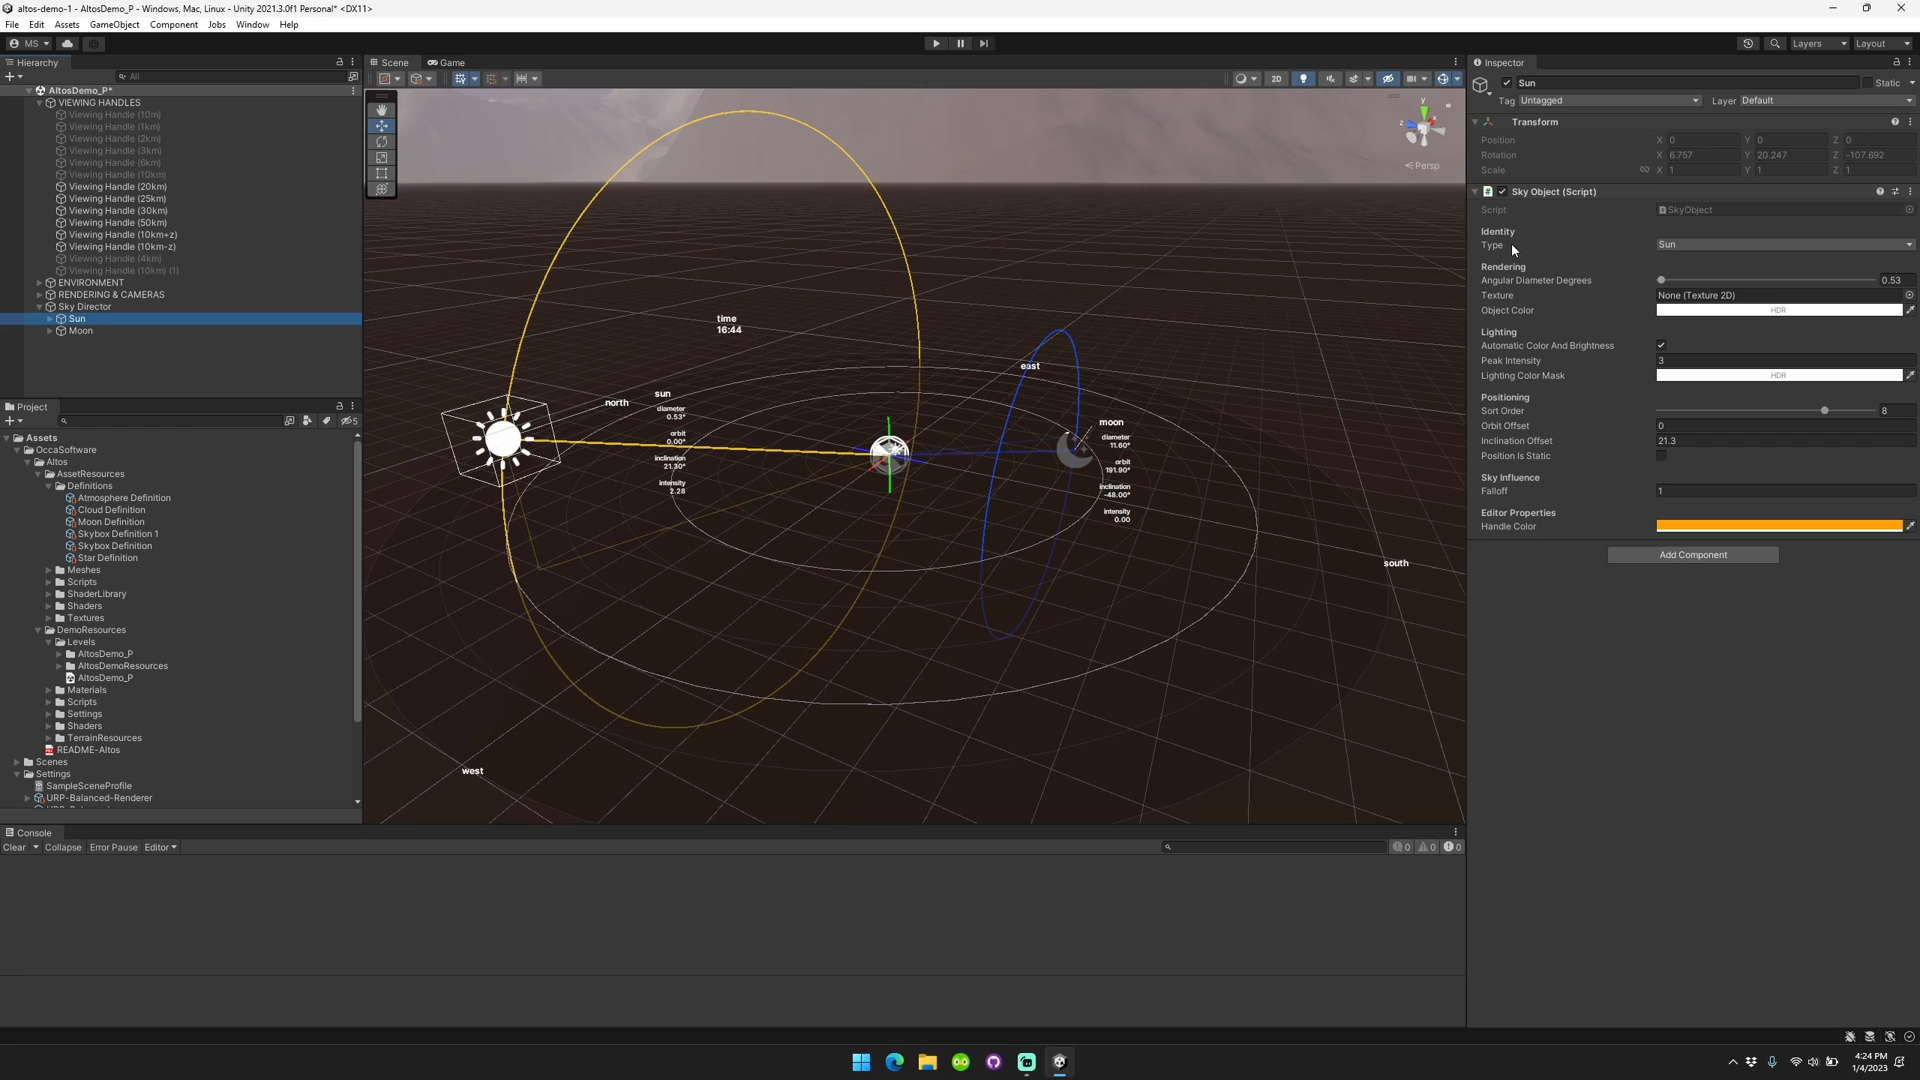 altos-demo-1 - AltosDemo_P - Windows, Mac, Linux - Unity 2021.3.0f1 Personal* <DX11>
File Edit Assets GameObject Component Jobs Window Help
MS
Layers
Layout
Hierarchy
All
AltosDemo_P*
VIEWING HANDLES
Viewing Handle (10m)
Viewing Handle (1km)
Viewing Handle (2km)
Viewing Handle (3km)
Viewing Handle (6km)
Viewing Handle (10km)
Viewing Handle (20km)
Viewing Handle (25km)
Viewing Handle (30km)
Viewing Handle (50km)
Viewing Handle (10km+z)
Viewing Handle (10km-z)
Viewing Handle (4km)
Viewing Handle (10km) (1)
ENVIRONMENT
RENDERING & CAMERAS
Sky Director
Sun
Moon
Project
5
Assets
OccaSoftware
Altos
AssetResources
Definitions
Atmosphere Definition
Cloud Definition
Moon Definition
Skybox Definition 1
Skybox Definition
Star Definition
Meshes
Scripts
ShaderLibrary
Shaders
Textures
DemoResources
Levels
AltosDemo_P
AltosDemoResources
AltosDemo_P
Materials
Scripts
Settings
Shaders
TerrainResources
README-Altos
Scenes
Settings
SampleSceneProfile
URP-Balanced-Renderer
Scene Game
2D
y
x
z
Persp
time
16:44
east
north
sun
diameter
0.53°
orbit
0.00°
inclination
21.30°
intensity
2.28
moon
diameter
11.60°
orbit
191.90°
inclination
-48.00°
intensity
0.00
south
west
Console
Clear Collapse Error Pause Editor
0 0 0
Inspector
Sun Static
Tag Untagged Layer Default
Transform
Position X 0 Y 0 Z 0
Rotation X 6.757 Y 20.247 Z -107.692
Scale X 1 Y 1 Z 1
Sky Object (Script)
Script SkyObject
Identity
Type Sun
Rendering
Angular Diameter Degrees 0.53
Texture None (Texture 2D)
Object Color HDR
Lighting
Automatic Color And Brightness
Peak Intensity 3
Lighting Color Mask HDR
Positioning
Sort Order 8
Orbit Offset 0
Inclination Offset 21.3
Position Is Static
Sky Influence
Falloff 1
Editor Properties
Handle Color
Add Component
4:24 PM
1/4/2023